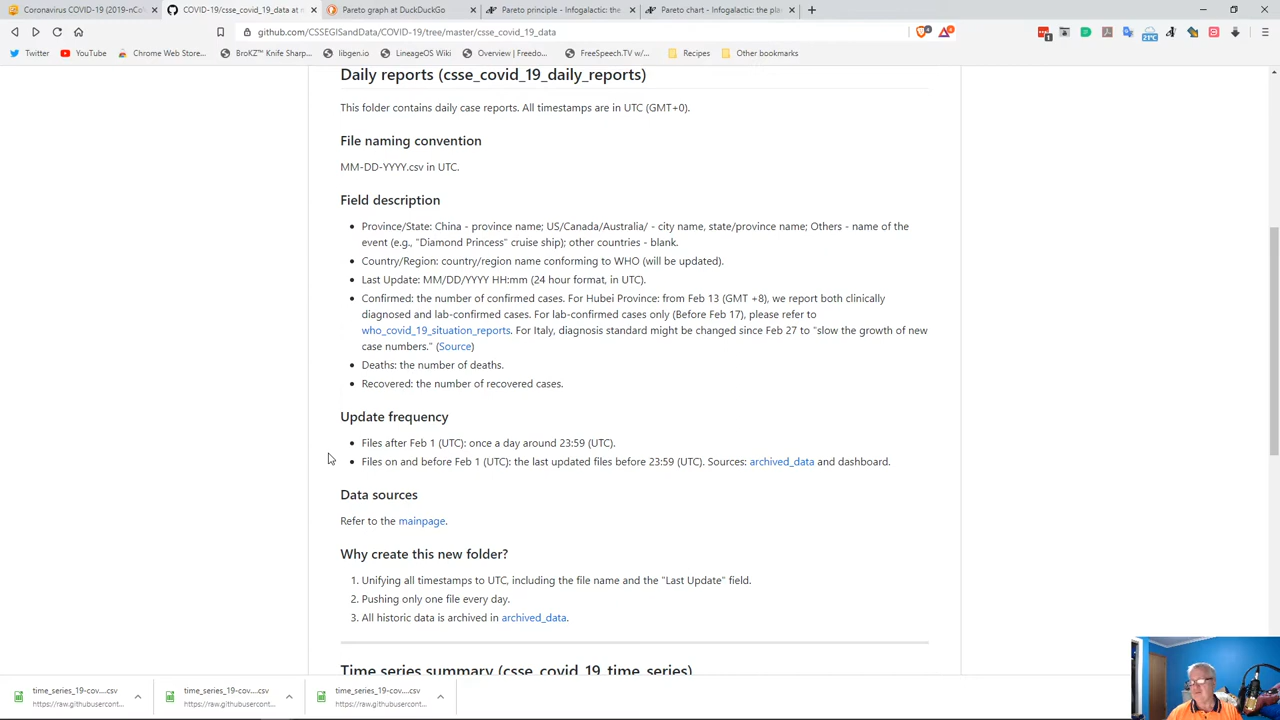 Coronavirus COVID-19 (2019-nCo
COVID-19/csse_covid_19_data at m
Pareto graph at DuckDuckGo
Pareto principle - Infogalactic: the
Pareto chart - Infogalactic: the pla
github.com/CSSEGISandData/COVID-19/tree/master/csse_covid_19_data
Twitter
YouTube
Chrome Web Store...
BroKZ™ Knife Sharp...
libgen.io
LineageOS Wiki
Overview | Freedo...
FreeSpeech.TV w/...
Recipes
Other bookmarks
Daily reports (csse_covid_19_daily_reports)
This folder contains daily case reports. All timestamps are in UTC (GMT+0).
File naming convention
MM-DD-YYYY.csv in UTC.
Field description
• Province/State: China - province name; US/Canada/Australia/ - city name, state/province name; Others - name of the
event (e.g., "Diamond Princess" cruise ship); other countries - blank.
• Country/Region: country/region name conforming to WHO (will be updated).
• Last Update: MM/DD/YYYY HH:mm (24 hour format, in UTC).
• Confirmed: the number of confirmed cases. For Hubei Province: from Feb 13 (GMT +8), we report both clinically
diagnosed and lab-confirmed cases. For lab-confirmed cases only (Before Feb 17), please refer to
who_covid_19_situation_reports. For Italy, diagnosis standard might be changed since Feb 27 to "slow the growth of new
case numbers." (Source)
• Deaths: the number of deaths.
• Recovered: the number of recovered cases.
Update frequency
• Files after Feb 1 (UTC): once a day around 23:59 (UTC).
• Files on and before Feb 1 (UTC): the last updated files before 23:59 (UTC). Sources: archived_data and dashboard.
Data sources
Refer to the mainpage.
Why create this new folder?
1. Unifying all timestamps to UTC, including the file name and the "Last Update" field.
2. Pushing only one file every day.
3. All historic data is archived in archived_data.
Time series summary (csse_covid_19_time_series)
time_series_19-cov....csv
https://raw.githubusercont...
time_series_19-cov....csv
https://raw.githubusercont...
time_series_19-cov....csv
https://raw.githubusercont...